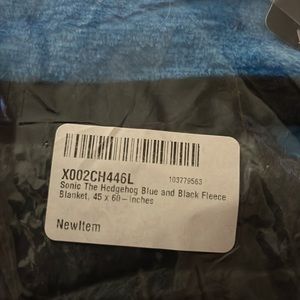 X002CH446L
103779563
Sonic The Hedgehog Blue and Black Fleece
Blanket, 45 x 60-Inches
NewItem